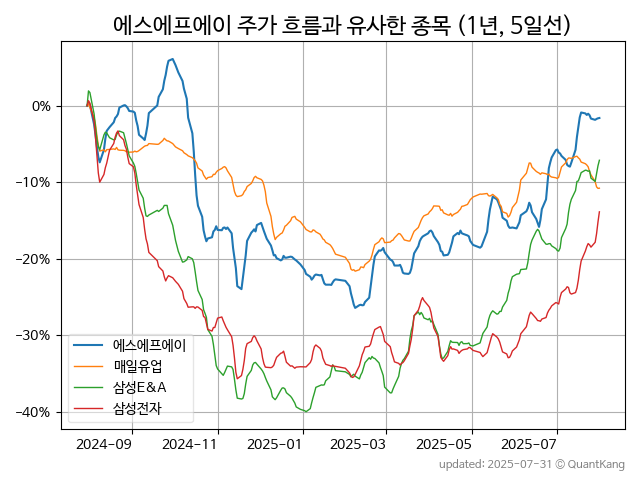 에스에프에이 주가 흐름과 유사한 종목 (1년, 5일선)
0%
−10%
−20%
−30%
−40%
에스에프에이
매일유업
삼성E&A
삼성전자
2024−09
2024−11
2025−01
2025−03
2025−05
2025−07
updated: 2025-07-31 © QuantKang